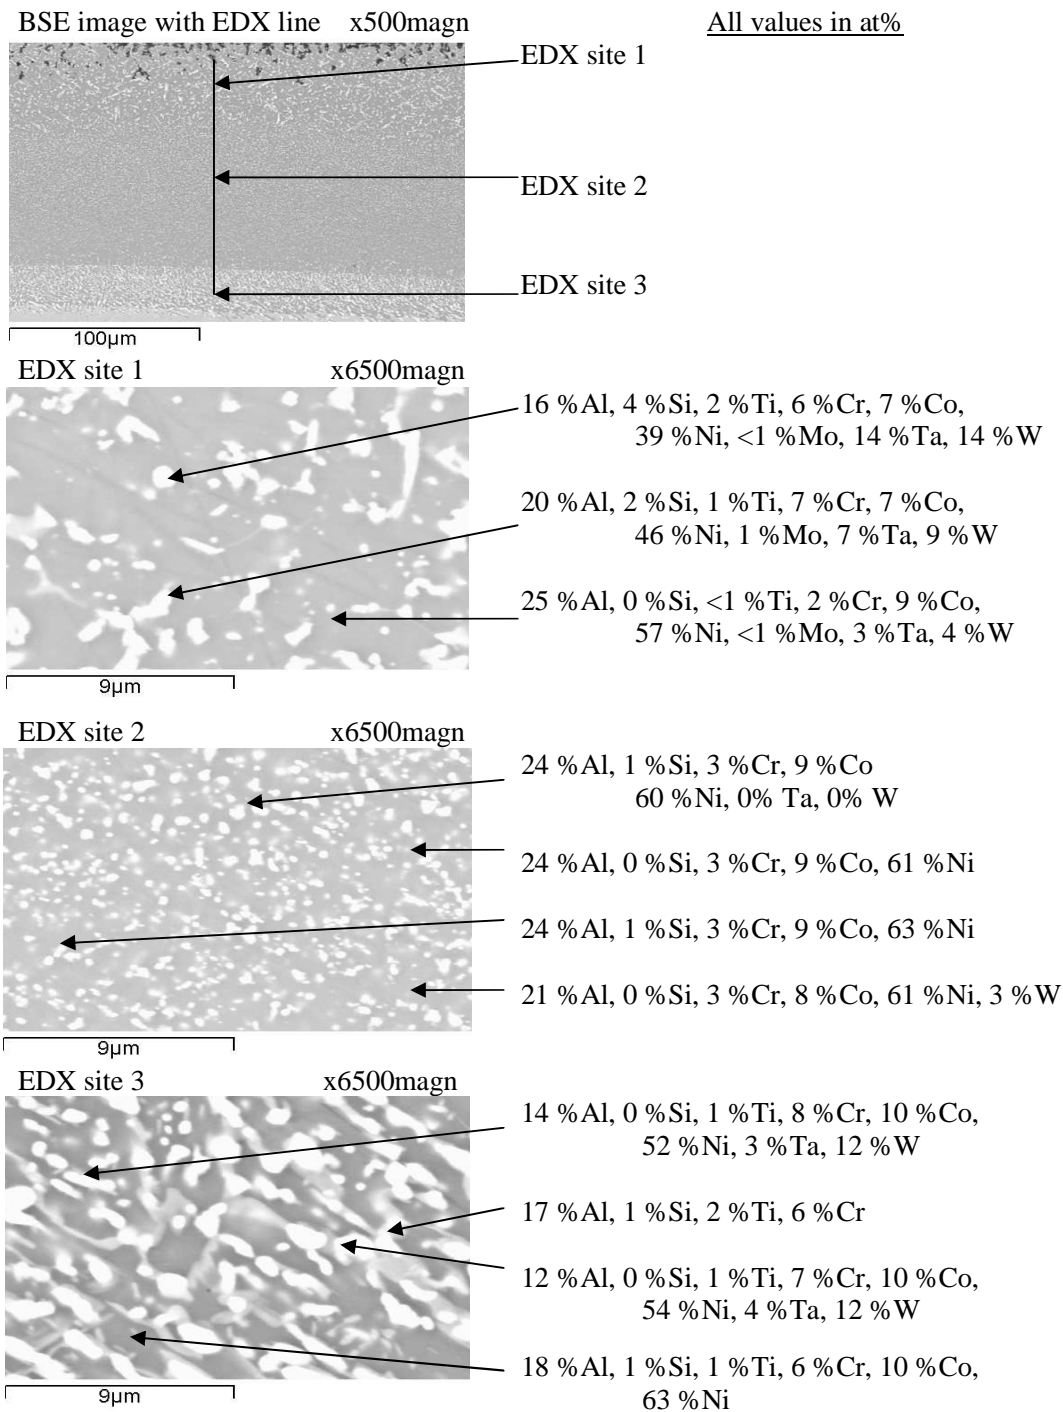 BSE image with EDX line x500magn
All values in at%
EDX site 1
EDX site 2
EDX site 3
100µm
EDX site 1 x6500magn
16 %Al, 4 %Si, 2 %Ti, 6 %Cr, 7 %Co,
39 %Ni, <1 %Mo, 14 %Ta, 14 %W
20 %Al, 2 %Si, 1 %Ti, 7 %Cr, 7 %Co,
46 %Ni, 1 %Mo, 7 %Ta, 9 %W
25 %Al, 0 %Si, <1 %Ti, 2 %Cr, 9 %Co,
57 %Ni, <1 %Mo, 3 %Ta, 4 %W
9µm
EDX site 2 x6500magn
24 %Al, 1 %Si, 3 %Cr, 9 %Co
60 %Ni, 0% Ta, 0% W
24 %Al, 0 %Si, 3 %Cr, 9 %Co, 61 %Ni
24 %Al, 1 %Si, 3 %Cr, 9 %Co, 63 %Ni
21 %Al, 0 %Si, 3 %Cr, 8 %Co, 61 %Ni, 3 %W
9µm
EDX site 3 x6500magn
14 %Al, 0 %Si, 1 %Ti, 8 %Cr, 10 %Co,
52 %Ni, 3 %Ta, 12 %W
17 %Al, 1 %Si, 2 %Ti, 6 %Cr
12 %Al, 0 %Si, 1 %Ti, 7 %Cr, 10 %Co,
54 %Ni, 4 %Ta, 12 %W
18 %Al, 1 %Si, 1 %Ti, 6 %Cr, 10 %Co,
63 %Ni
9µm